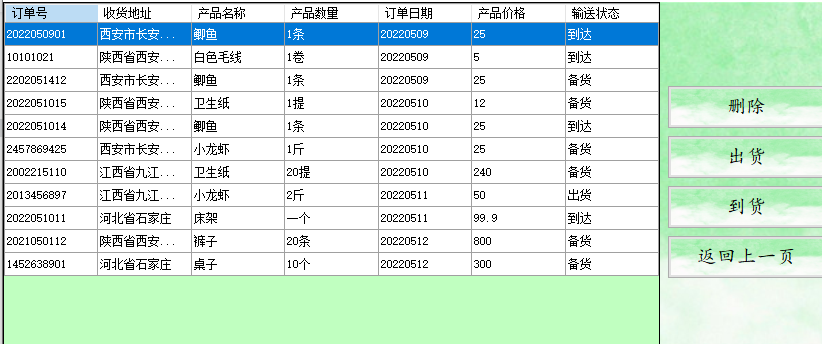 订单号 收货地址 产品名称 产品数量 订单日期 产品价格 输送状态
2022050901 西安市长安... 鲫鱼 1条 20220509 25 到达
10101021 陕西省西安... 白色毛线 1卷 20220509 5 到达
2202051412 西安市长安... 鲫鱼 1条 20220509 25 备货
2022051015 陕西省西安... 卫生纸 1提 20220510 12 备货
2022051014 陕西省西安... 鲫鱼 1条 20220510 25 到达
2457869425 西安市长安... 小龙虾 1斤 20220510 25 备货
2002215110 江西省九江... 卫生纸 20提 20220510 240 备货
2013456897 江西省九江... 小龙虾 2斤 20220511 50 出货
2022051011 河北省石家庄 床架 一个 20220511 99.9 到达
2021050112 陕西省西安... 裤子 20条 20220512 800 备货
1452638901 河北省石家庄 桌子 10个 20220512 300 备货
删除
出货
到货
返回上一页